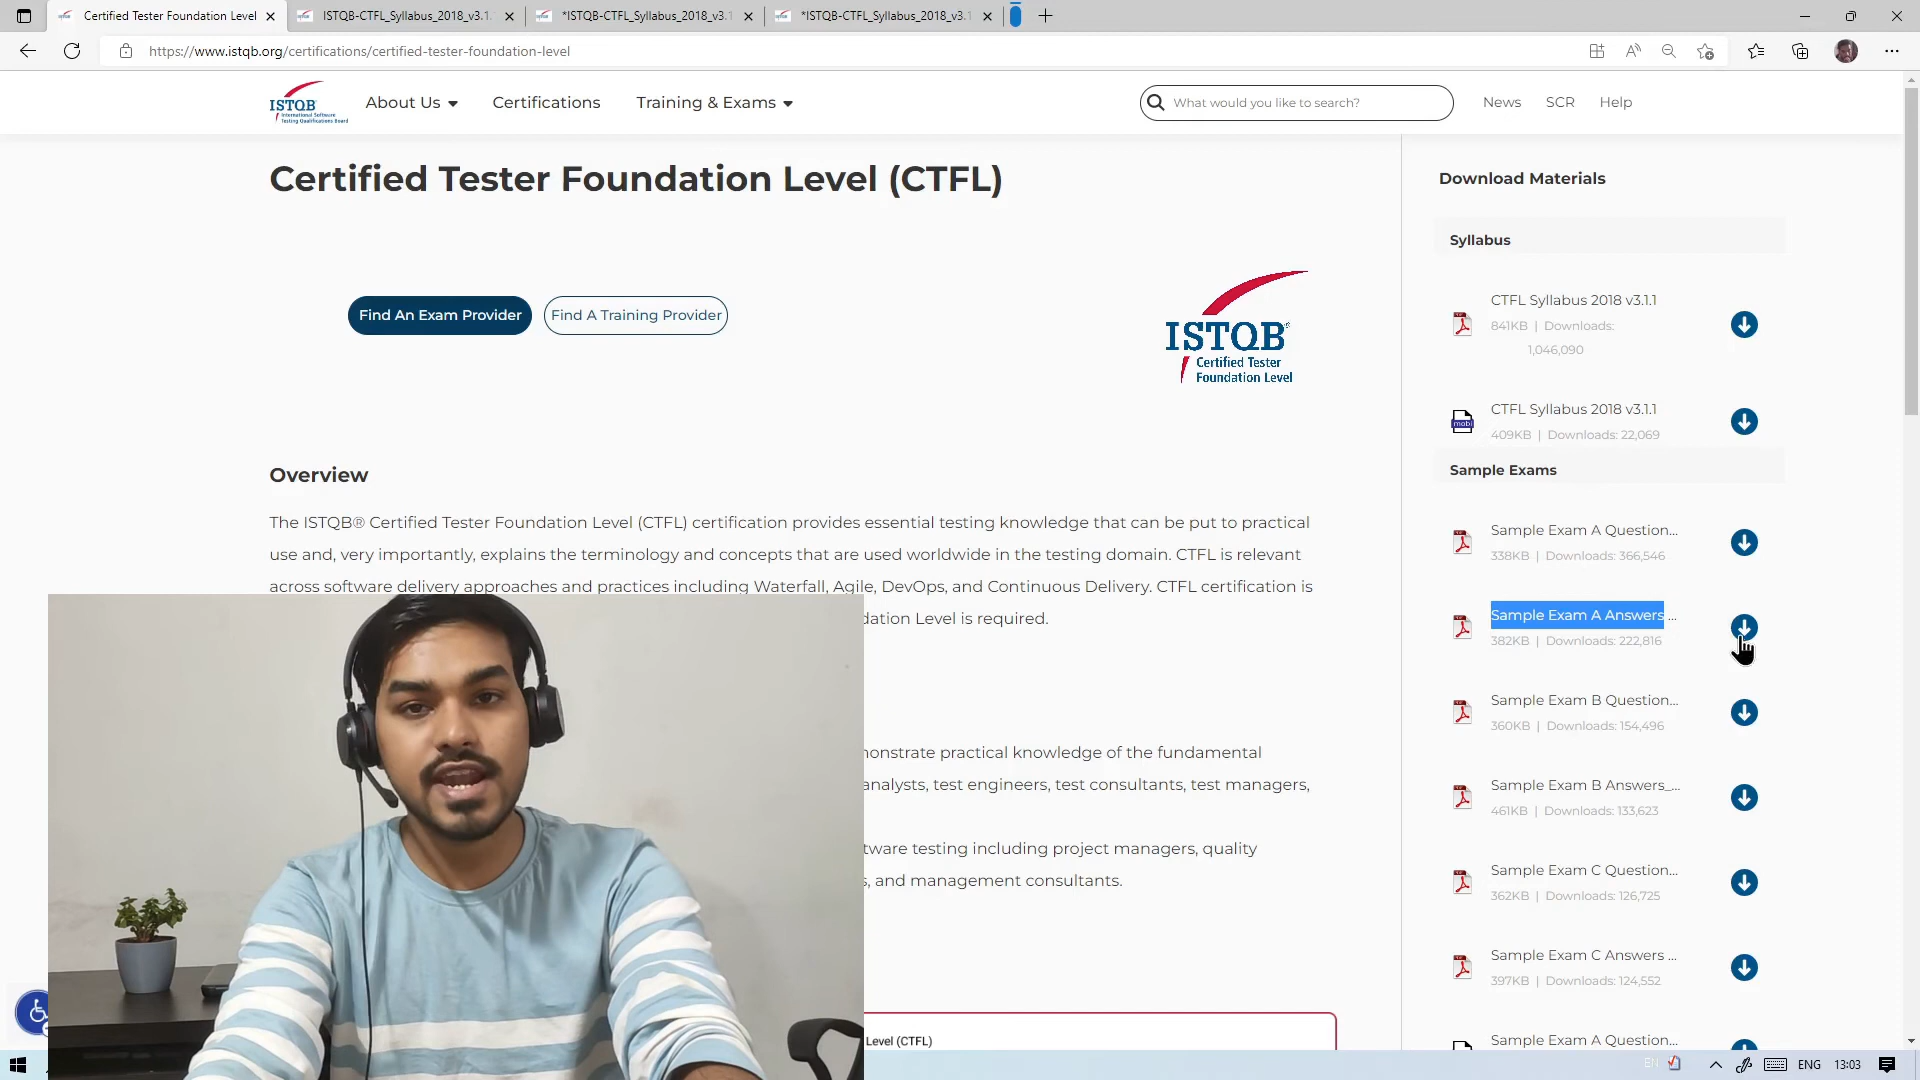 Certified Tester Foundation Level
ISTQB-CTFL_Syllabus_2018_v3.1.
*ISTQB-CTFL_Syllabus_2018_v3.1
*ISTQB-CTFL_Syllabus_2018_v3.1
https://www.istqb.org/certifications/certified-tester-foundation-level
ISTQB
International Software
Testing Qualifications Board
About Us
Certifications
Training & Exams
What would you like to search?
News
SCR
Help
Certified Tester Foundation Level (CTFL)
Find An Exam Provider
Find A Training Provider
ISTQB®
Certified Tester
Foundation Level
Overview
The ISTQB® Certified Tester Foundation Level (CTFL) certification provides essential testing knowledge that can be put to practical
use and, very importantly, explains the terminology and concepts that are used worldwide in the testing domain. CTFL is relevant
across software delivery approaches and practices including Waterfall, Agile, DevOps, and Continuous Delivery. CTFL certification is
dation Level is required.
monstrate practical knowledge of the fundamental
analysts, test engineers, test consultants, test managers,
tware testing including project managers, quality
s, and management consultants.
Level (CTFL)
Download Materials
Syllabus
CTFL Syllabus 2018 v3.1.1
841KB | Downloads:
1,046,090
mobi
CTFL Syllabus 2018 v3.1.1
409KB | Downloads: 22,069
Sample Exams
Sample Exam A Question...
338KB | Downloads: 366,546
Sample Exam A Answers ...
382KB | Downloads: 222,816
Sample Exam B Question...
360KB | Downloads: 154,496
Sample Exam B Answers_...
461KB | Downloads: 133,623
Sample Exam C Question...
362KB | Downloads: 126,725
Sample Exam C Answers ...
397KB | Downloads: 124,552
Sample Exam A Question...
EN
ENG
13:03